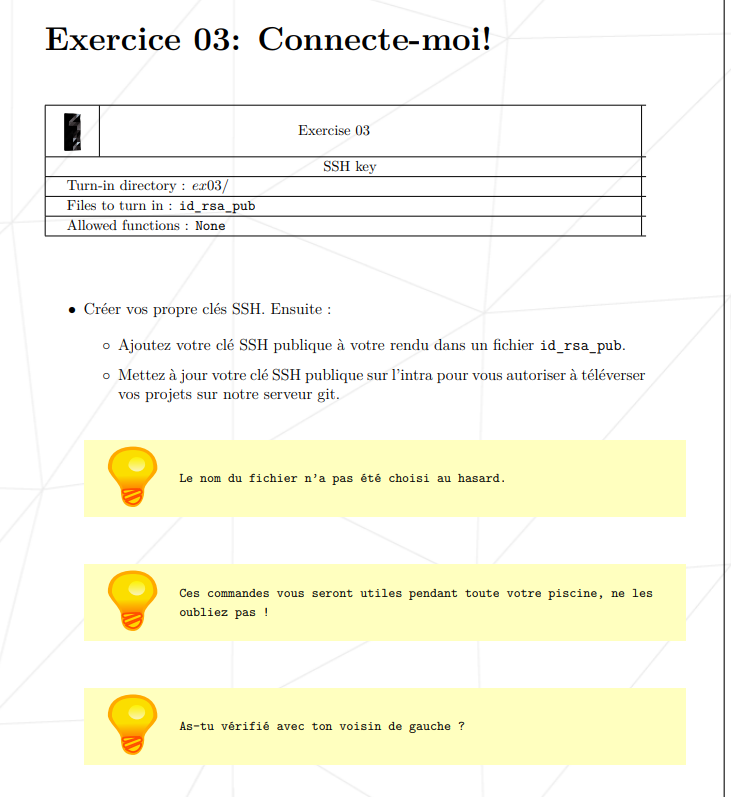 Exercice 03: Connecte-moi!
Exercise 03
SSH key
Turn-in directory : ex03/
Files to turn in : id_rsa_pub
Allowed functions : None
• Créer vos propre clés SSH. Ensuite :
◦ Ajoutez votre clé SSH publique à votre rendu dans un fichier id_rsa_pub.
◦ Mettez à jour votre clé SSH publique sur l'intra pour vous autoriser à téléverser
vos projets sur notre serveur git.
Le nom du fichier n'a pas été choisi au hasard.
Ces commandes vous seront utiles pendant toute votre piscine, ne les
oubliez pas !
As-tu vérifié avec ton voisin de gauche ?